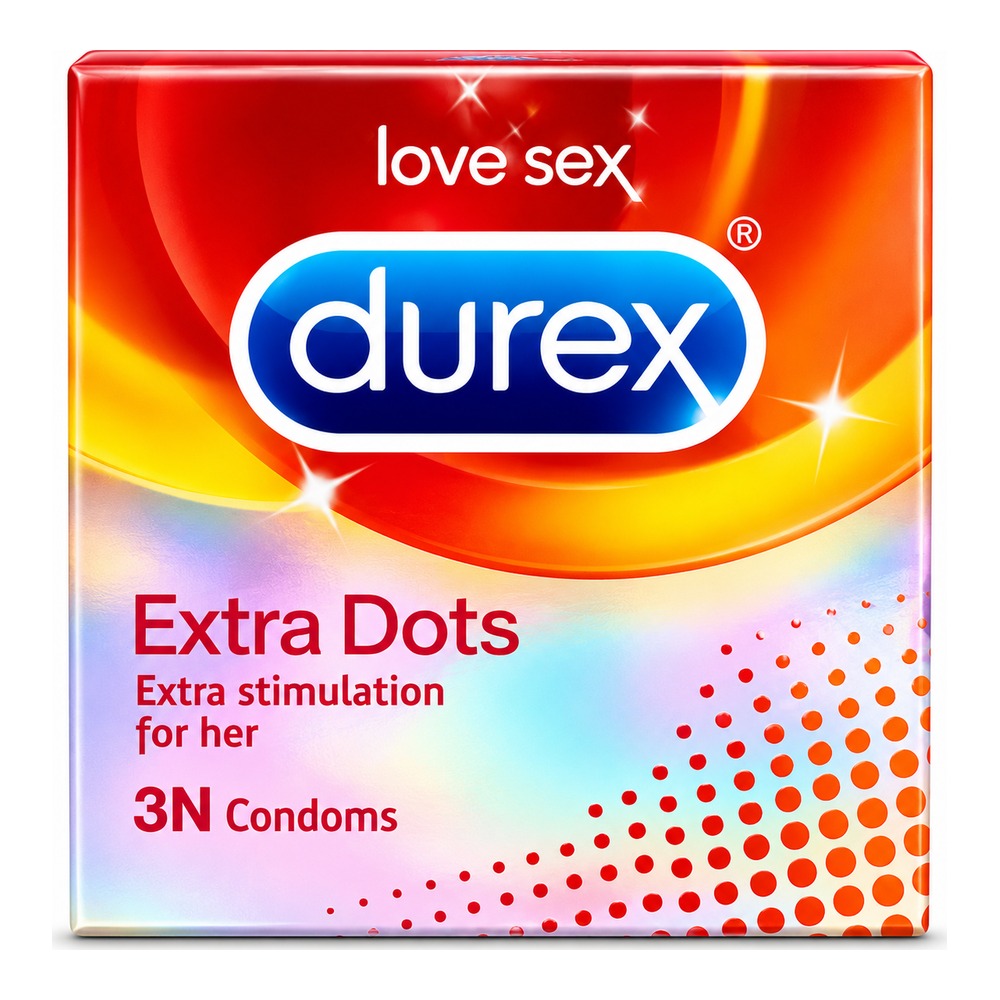 love sex
durex®
Extra Dots
Extra stimulation
for her
3N Condoms